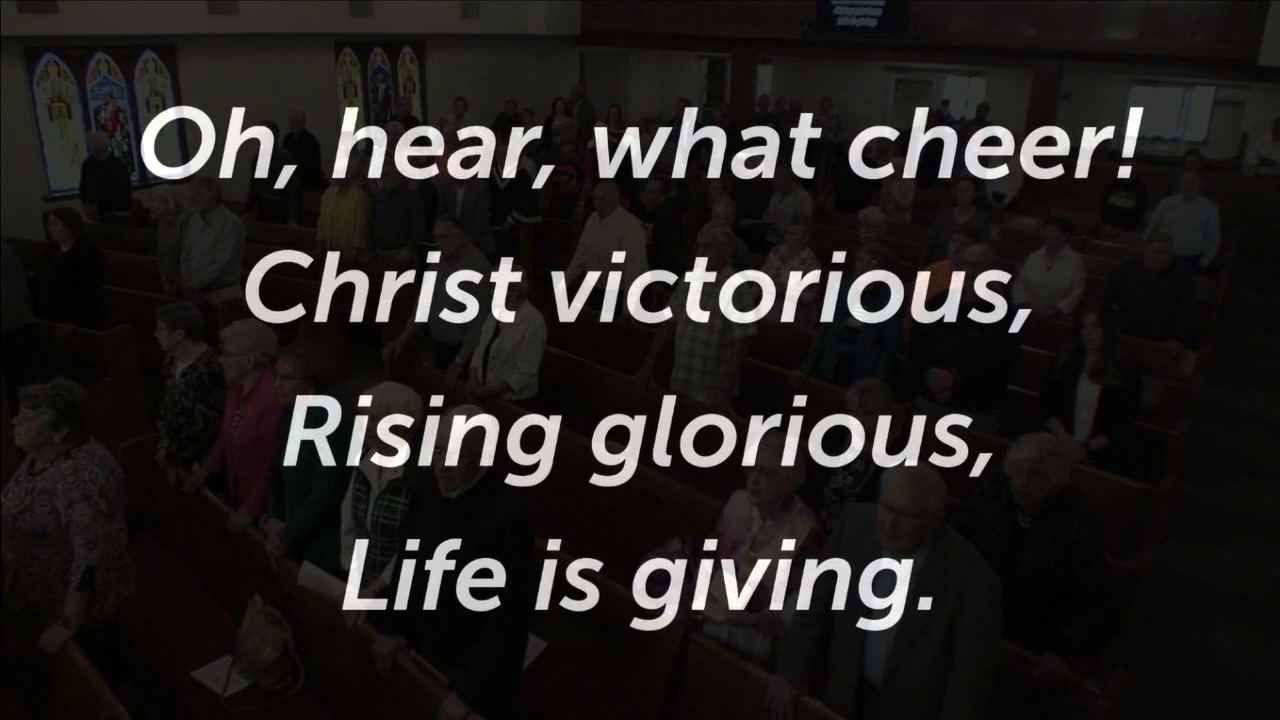 Oh, hear, what cheer!
Christ victorious,
Rising glorious,
Life is giving.